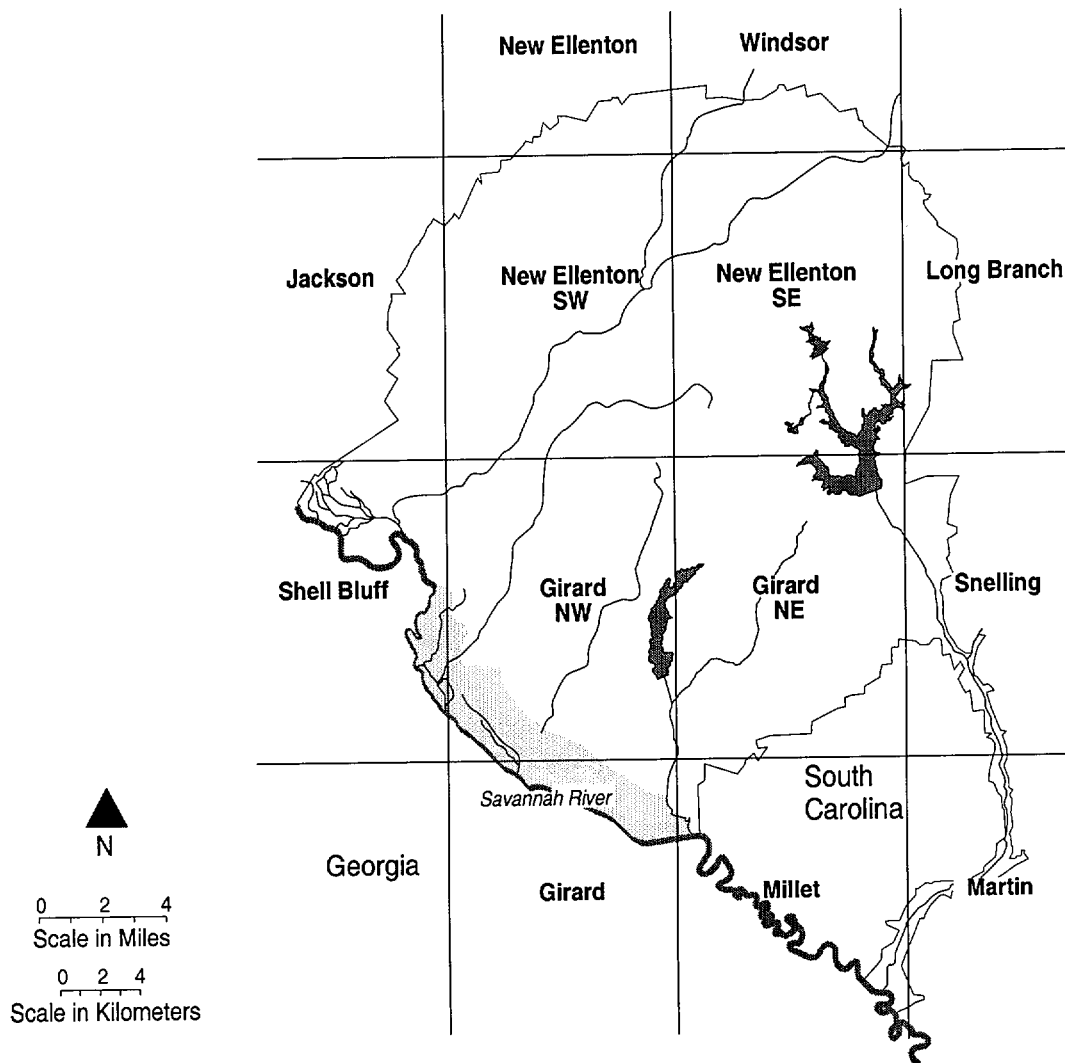 New Ellenton
Windsor
Jackson
New Ellenton
SW
New Ellenton
SE
Long Branch
Shell Bluff
Girard
NW
Girard
NE
Snelling
Savannah River
South
Carolina
Georgia
Girard
Millet
Martin
N
0 2 4
Scale in Miles
0 2 4
Scale in Kilometers